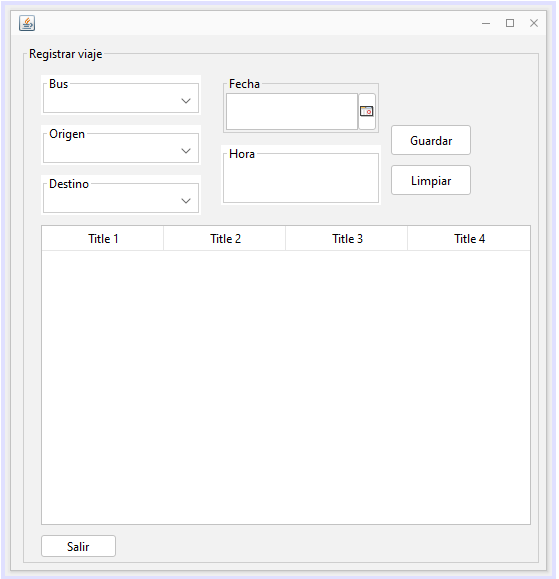 Registrar viaje
Bus
Fecha
Origen
Guardar
Hora
Limpiar
Destino
Title 1 Title 2 Title 3 Title 4
Salir